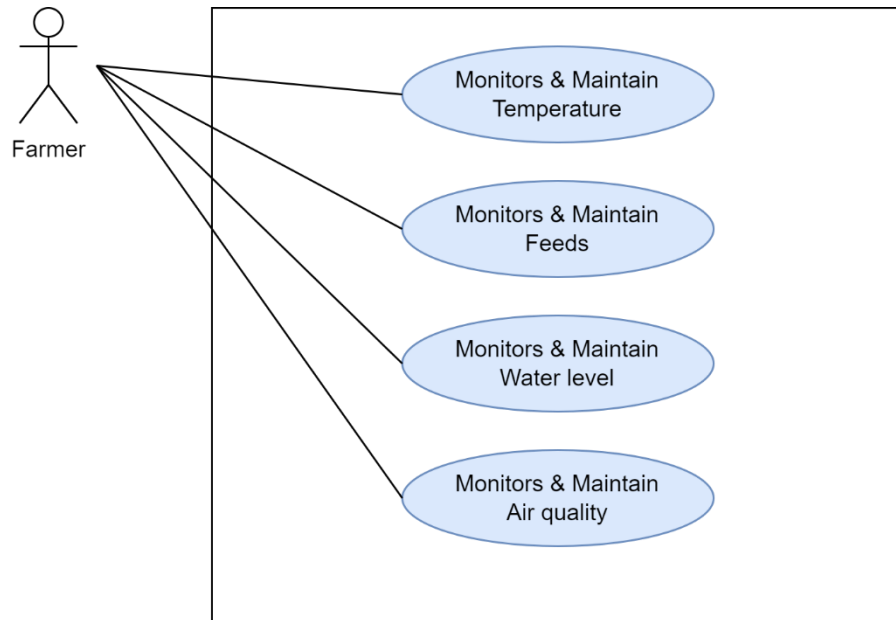 Farmer
Monitors & Maintain
Temperature
Monitors & Maintain
Feeds
Monitors & Maintain
Water level
Monitors & Maintain
Air quality